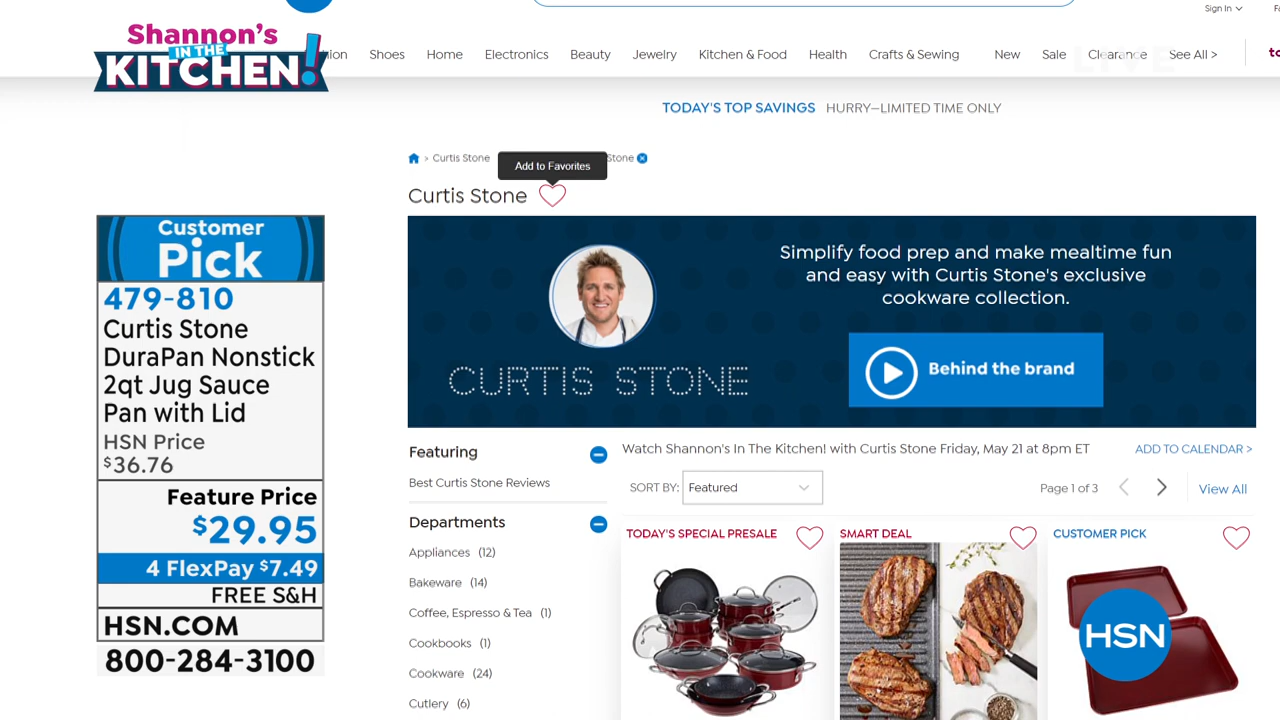 Shannon's
IN THE
KITCHEN!
Sign In
Shoes
Home
Electronics
Beauty
Jewelry
Kitchen & Food
Health
Crafts & Sewing
New
Sale
Clearance
See All >
LIVE
TODAY'S TOP SAVINGS HURRY—LIMITED TIME ONLY
> Curtis Stone
Stone
Add to Favorites
Curtis Stone
Simplify food prep and make mealtime fun
and easy with Curtis Stone's exclusive
cookware collection.
CURTIS STONE
Behind the brand
Customer
Pick
479-810
Curtis Stone
DuraPan Nonstick
2qt Jug Sauce
Pan with Lid
HSN Price
$36.76
Feature Price
$29.95
4 FlexPay $7.49
FREE S&H
HSN.COM
800-284-3100
Featuring
Best Curtis Stone Reviews
Departments
Appliances (12)
Bakeware (14)
Coffee, Espresso & Tea (1)
Cookbooks (1)
Cookware (24)
Cutlery (6)
Watch Shannon's In The Kitchen! with Curtis Stone Friday, May 21 at 8pm ET
ADD TO CALENDAR >
SORT BY: Featured
Page 1 of 3
View All
TODAY'S SPECIAL PRESALE
SMART DEAL
CUSTOMER PICK
HSN